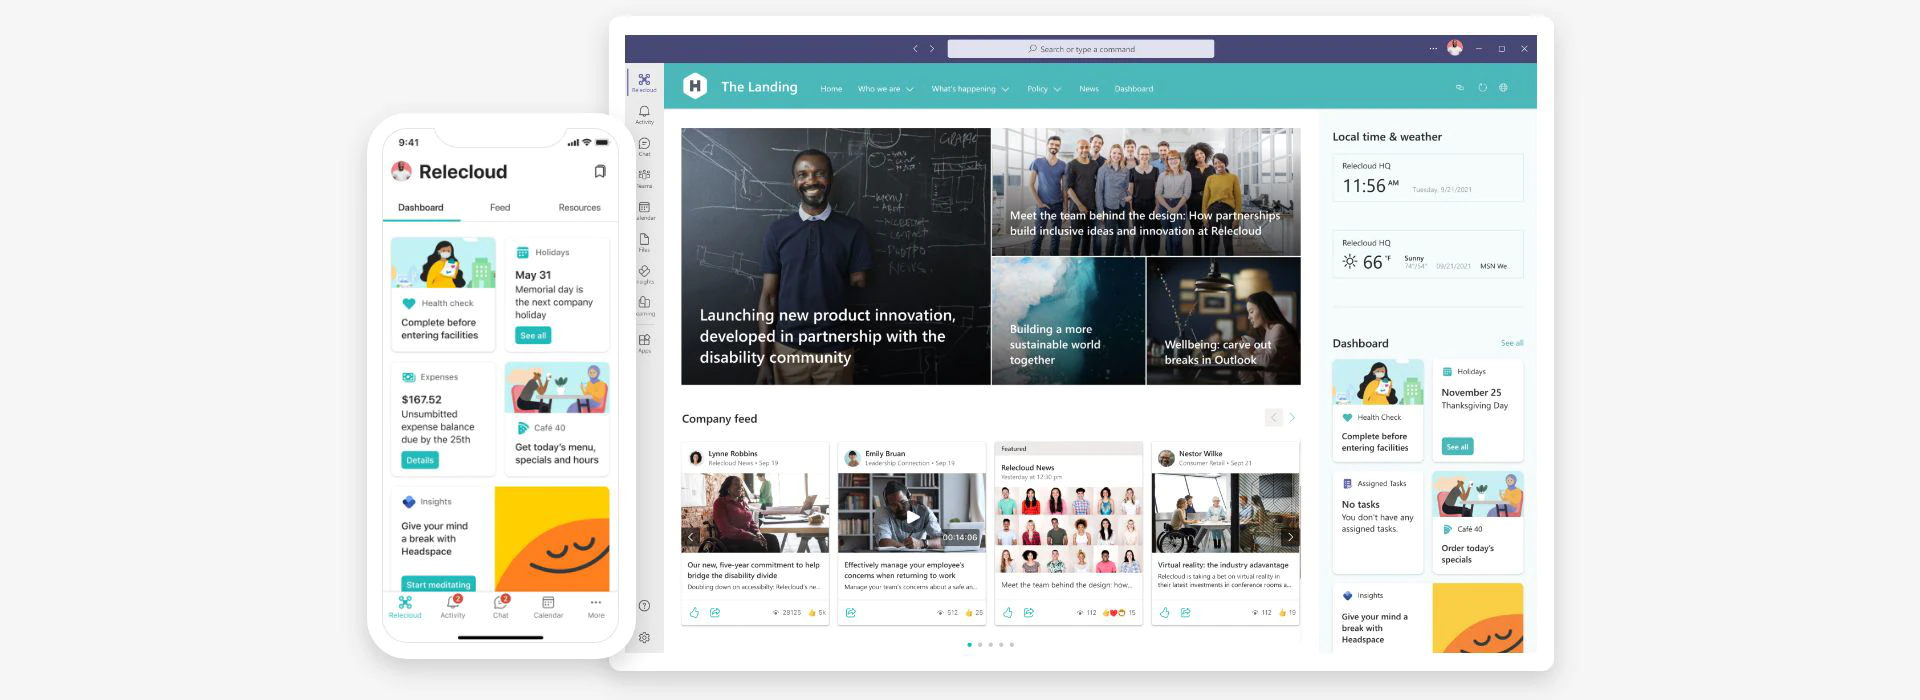 9:41
Relecloud
Dashboard
Feed
Resources
Health check
Complete before
entering facilities
Holidays
May 31
Memorial day is
the next company
holiday
See all
Expenses
$167.52
Unsubmitted
expense balance
due by the 25th
Details
Café 40
Get today's menu,
specials and hours
Insights
Give your mind
a break with
Headspace
Start meditating
Relecloud
2
Activity
2
Chat
Calendar
More
Search or type a command
Relecloud
Activity
Chat
Teams
Files
Apps
H
The Landing
Home
Who we are
What's happening
Policy
News
Dashboard
Launching new product innovation,
developed in partnership with the
disability community
Meet the team behind the design: How partnerships
build inclusive ideas and innovation at Relecloud
Building a more
sustainable world
together
Wellbeing: carve out
breaks in Outlook
Company feed
Lynne Robbins
Relecloud News • Sep 19
Our new, five-year commitment to help
bridge the disability divide
Doubling down on accessibility: Relecloud's ne...
28125
5k
Emily Bruan
Leadership Connection • Sep 19
00:14:06
Effectively manage your employee's
concerns when returning to work
Manage your team's concerns about a safe an...
512
25
Featured
Relecloud News
Yesterday at 12:30 pm
Meet the team behind the design: how...
112
15
Nestor Wilke
Consumer Retail • Sept 21
Virtual reality: the industry adavantage
Relecloud is taking a bet on virtual reality in
their latest investments in conference rooms a...
112
19
Local time & weather
Relecloud HQ
11:56 AM
Tuesday, 9/21/2021
Relecloud HQ
66 °F
Sunny
74°/54°
09/21/2021
MSN We
Dashboard
See all
Health Check
Complete before
entering facilities
Holidays
November 25
Thanksgiving Day
See all
Assigned Tasks
No tasks
You don't have any
assigned tasks.
Café 40
Order today's
specials
Insights
Give your mind a
break with
Headspace